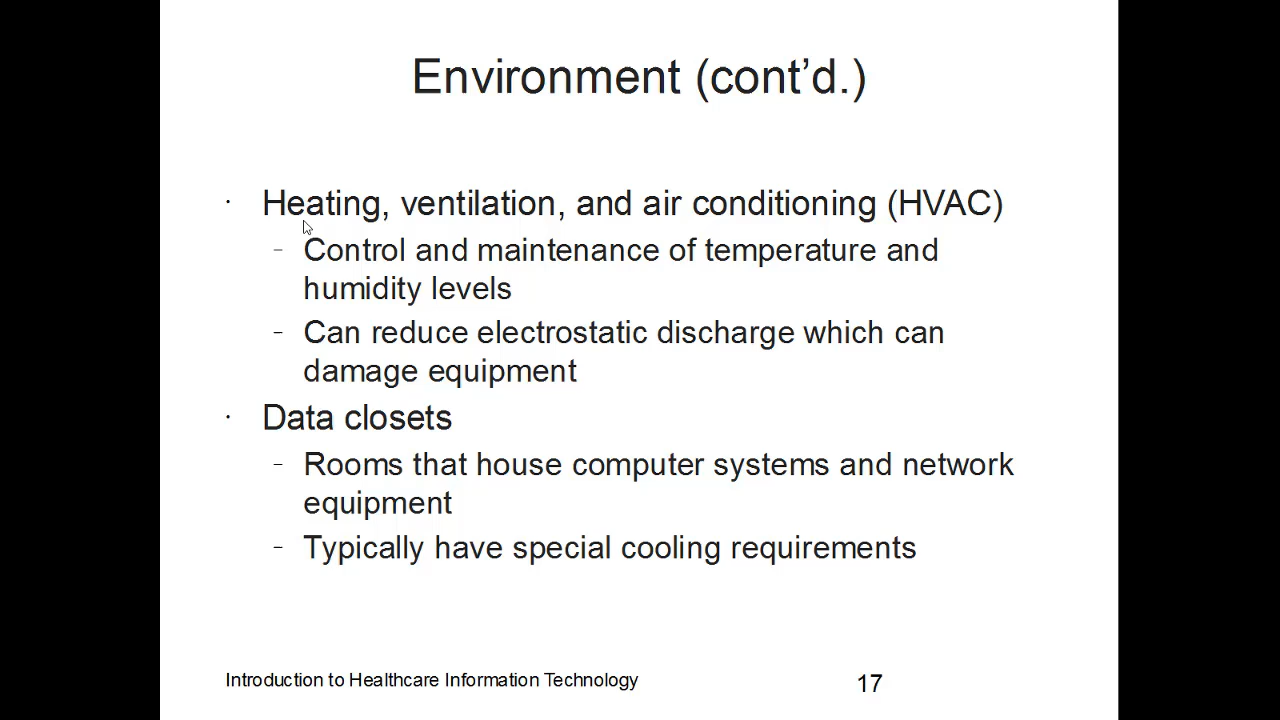 Environment (cont’d.)
· Heating, ventilation, and air conditioning (HVAC)
– Control and maintenance of temperature and
humidity levels
– Can reduce electrostatic discharge which can
damage equipment
· Data closets
– Rooms that house computer systems and network
equipment
– Typically have special cooling requirements
Introduction to Healthcare Information Technology
17